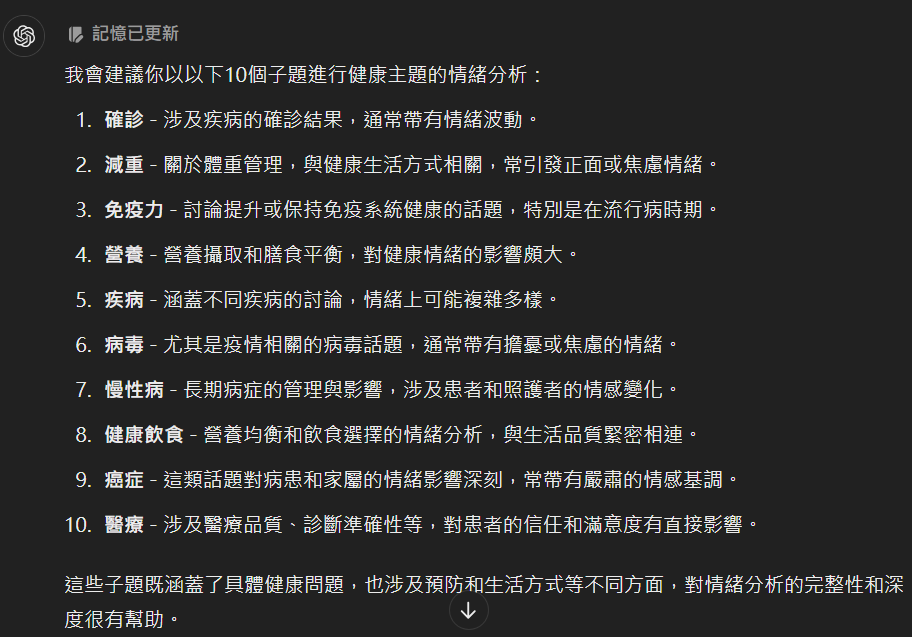 記憶已更新
我會建議你以以下10個子題進行健康主題的情緒分析：
1. 確診 - 涉及疾病的確診結果，通常帶有情緒波動。
2. 減重 - 關於體重管理，與健康生活方式相關，常引發正面或焦慮情緒。
3. 免疫力 - 討論提升或保持免疫系統健康的話題，特別是在流行病時期。
4. 營養 - 營養攝取和膳食平衡，對健康情緒的影響頗大。
5. 疾病 - 涵蓋不同疾病的討論，情緒上可能複雜多樣。
6. 病毒 - 尤其是疫情相關的病毒話題，通常帶有擔憂或焦慮的情緒。
7. 慢性病 - 長期病症的管理與影響，涉及患者和照護者的情感變化。
8. 健康飲食 - 營養均衡和飲食選擇的情緒分析，與生活品質緊密相連。
9. 癌症 - 這類話題對病患和家屬的情緒影響深刻，常帶有嚴肅的情感基調。
10. 醫療 - 涉及醫療品質、診斷準確性等，對患者的信任和滿意度有直接影響。
這些子題既涵蓋了具體健康問題，也涉及預防和生活方式等不同方面，對情緒分析的完整性和深
度很有幫助。